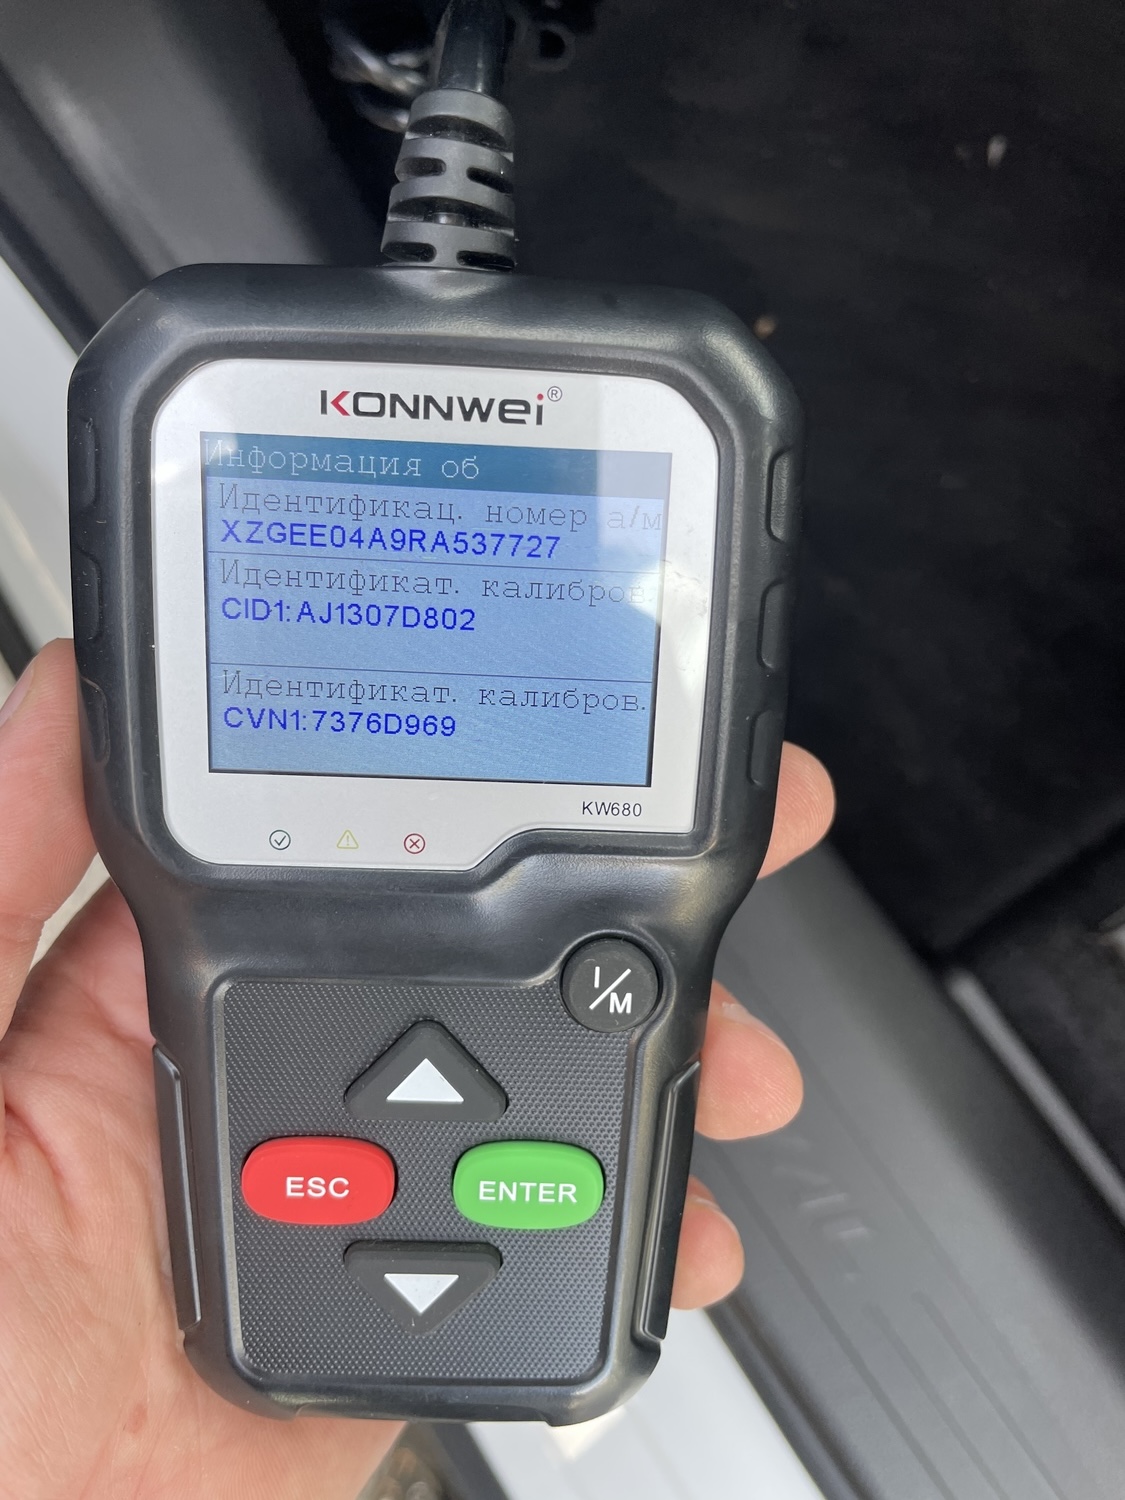 KONNWEI®
Информация об
Идентификац. номер а/м
XZGEE04A9RA537727
Идентификат. калибров.
CID1:AJ1307D802
Идентификат. калибров.
CVN1:7376D969
KW680
I/M
ESC
ENTER